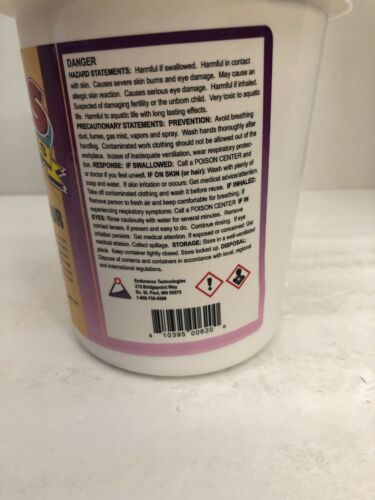 DANGER
HAZARD STATEMENTS: Harmful if swallowed. Harmful in contact
with skin. Causes severe skin burns and eye damage. May cause an
allergic skin reaction. Causes serious eye damage. Harmful if inhaled.
Suspected of damaging fertility or the unborn child. Very toxic to aquatic
life. Harmful to aquatic life with long lasting effects.
PRECAUTIONARY STATEMENTS: PREVENTION: Avoid breathing
dust, fumes, gas mist, vapors and spray. Wash hands thoroughly after
handling. Contaminated work clothing should not be allowed out of the
workplace. Incase of inadequate ventilation, wear respiratory protec-
tion. RESPONSE: IF SWALLOWED: Call a POISON CENTER and
or doctor if you feel unwell. IF ON SKIN (or hair): Wash with plenty of
soap and water. If skin irritation or occurs: Get medical advice/attention.
Take off contaminated clothing and wash it before reuse. IF INHALED:
Remove person to fresh air and keep comfortable for breathing. If
experiencing respiratory symptoms: Call a POISON CENTER IF IN
EYES: Rinse cautiously with water for several minutes. Remove
contact lenses, if present and easy to do. Continue rinsing. If eye
irritation persists: Get medical attention. If exposed or concerned: Get
medical attation. Collect spillage. STORAGE: Store in a well-ventilated
place. Keep container tightly closed. Store locked up. DISPOSAL:
Dispose of contents and containers in accordance with local, regional
and international regulations.
Endurance Technologies
275 Bridgepoint Way
So. St. Paul, MN 55075
8 10395 00620 8